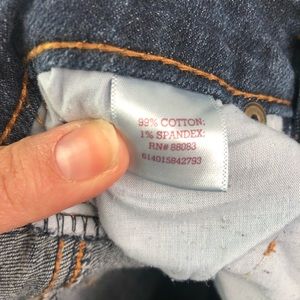 99% COTTON;
1% SPANDEX;
RN# 88083
614015842793